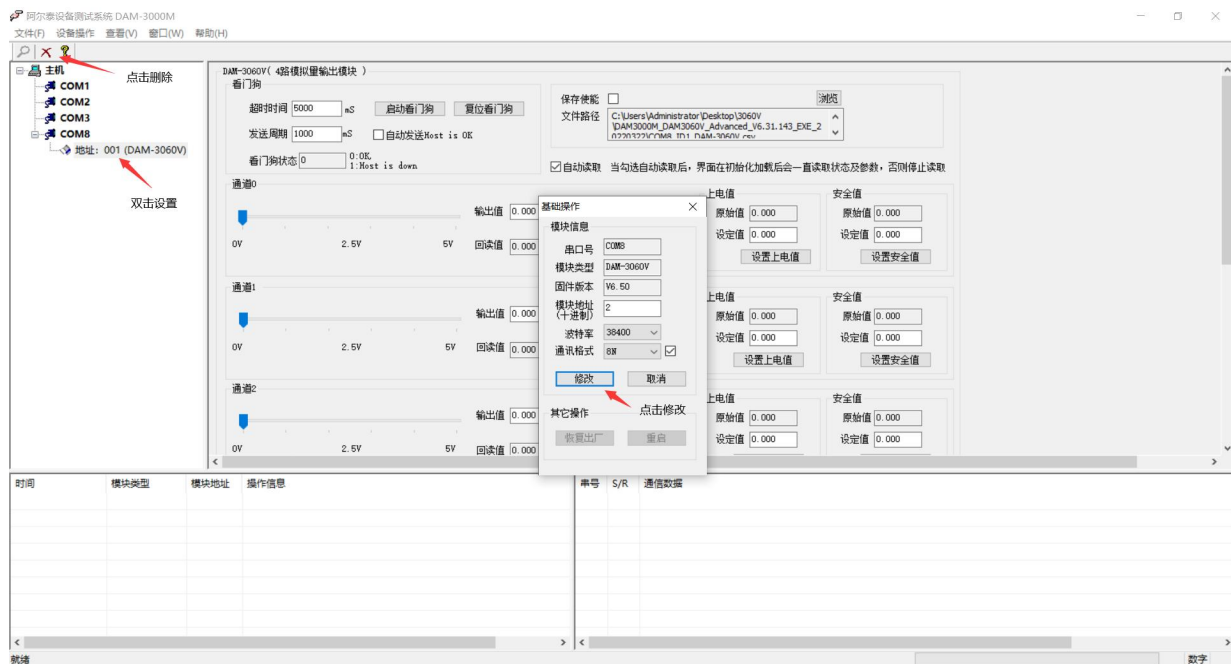 阿尔泰设备测试系统 DAM-3000M
文件(F) 设备操作 查看(V) 窗口(W) 帮助(H)
点击删除
主机
COM1
COM2
COM3
COM8
地址：001 (DAM-3060V)
双击设置
DAM-3060V( 4路模拟量输出模块 )
看门狗
超时时间 5000 mS 启动看门狗 复位看门狗
发送周期 1000 mS 自动发送Host is OK
看门狗状态 0 0:OK,
1:Host is down
保存使能 浏览
文件路径 C:\Users\Administrator\Desktop\3060V
\DAM3000M_DAM3060V_Advanced_V6.31.143_EXE_2
0220322\COM8_ID1_DAM-3060V.csv
自动读取 当勾选自动读取后，界面在初始化加载后会一直读取状态及参数，否则停止读取
通道0
输出值 0.000
0V 2.5V 5V 回读值 0.000
上电值 安全值
原始值 0.000 原始值 0.000
设定值 0.000 设定值 0.000
设置上电值 设置安全值
通道1
输出值 0.000
0V 2.5V 5V 回读值 0.000
上电值 安全值
原始值 0.000 原始值 0.000
设定值 0.000 设定值 0.000
设置上电值 设置安全值
通道2
输出值 0.000
0V 2.5V 5V 回读值 0.000
上电值 安全值
原始值 0.000 原始值 0.000
设定值 0.000 设定值 0.000
基础操作
模块信息
串口号 COM8
模块类型 DAM-3060V
固件版本 V6.50
模块地址
(十进制) 2
波特率 38400
通讯格式 8N
修改 取消
点击修改
其它操作
恢复出厂 重启
时间 模块类型 模块地址 操作信息
串号 S/R 通信数据
就绪
数字